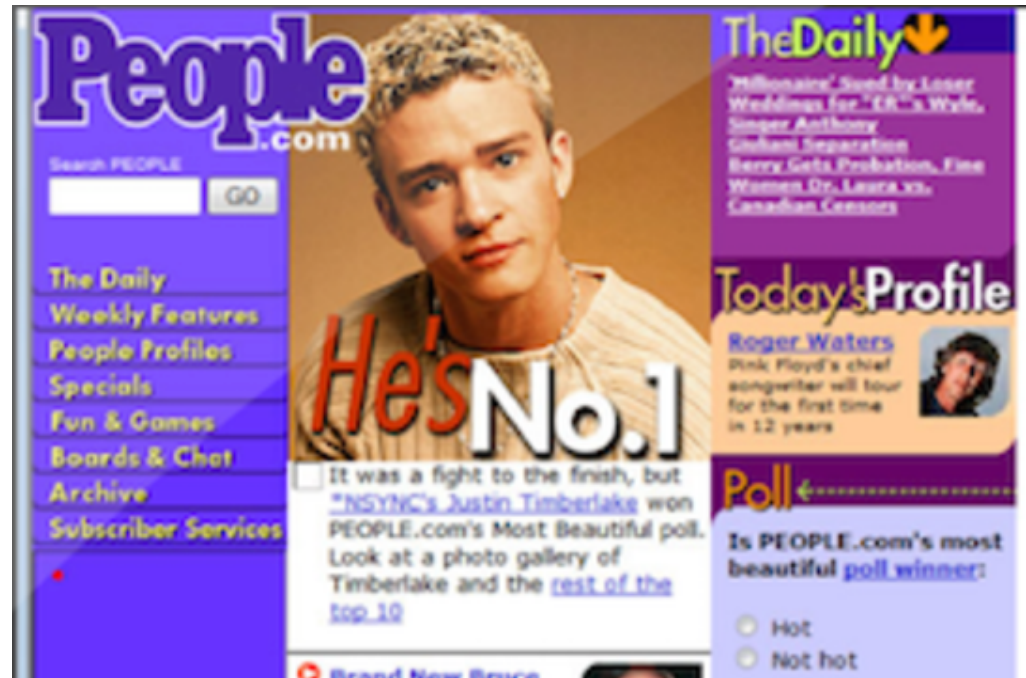 People
.com
Search PEOPLE
GO
The Daily
Weekly Features
People Profiles
Specials
Fun & Games
Boards & Chat
Archive
Subscriber Services
He's
No.1
It was a fight to the finish, but
*NSYNC's Justin Timberlake won
PEOPLE.com's Most Beautiful poll.
Look at a photo gallery of
Timberlake and the rest of the
top 10
Brand New Bruce
TheDaily
'Millionaire' Sued by Loser
Weddings for "ER"'s Wyle,
Singer Anthony
Giuliani Separation
Berry Gets Probation, Fine
Women Dr. Laura vs.
Canadian Censors
Today'sProfile
Roger Waters
Pink Floyd's chief
songwriter will tour
for the first time
in 12 years
Poll
Is PEOPLE.com's most
beautiful poll winner:
Hot
Not hot